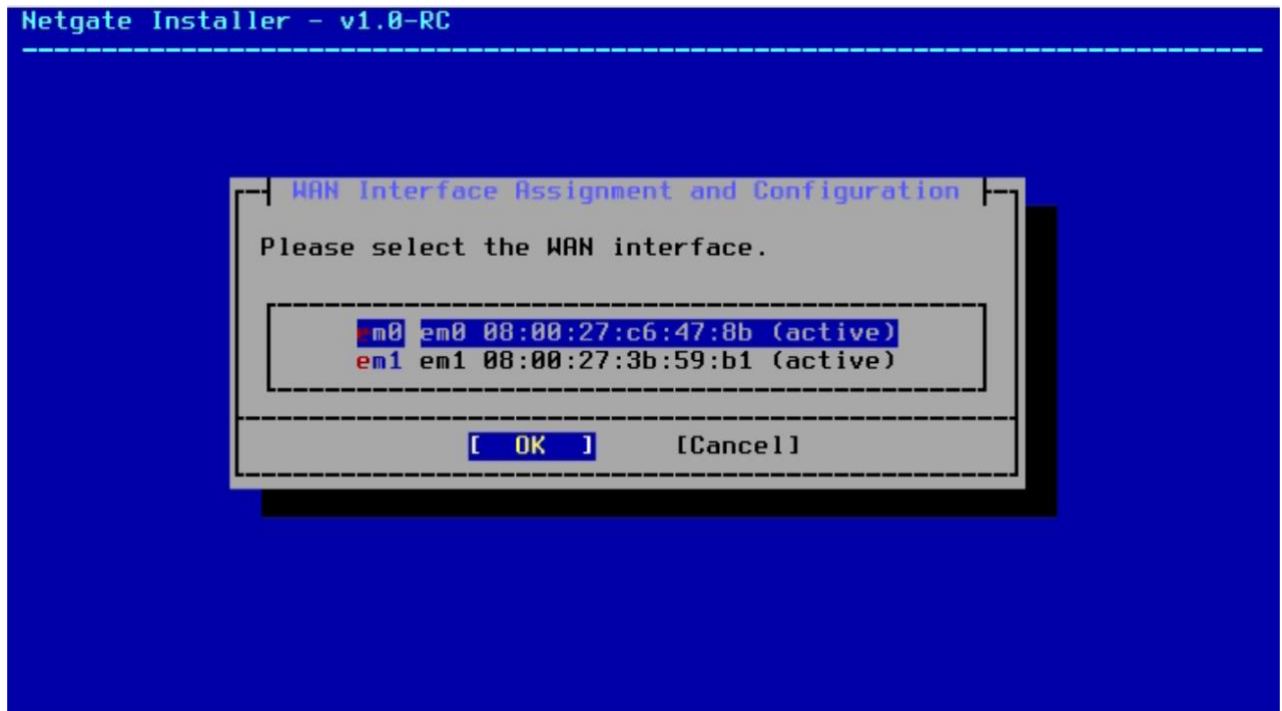 Netgate Installer - v1.0-RC
WAN Interface Assignment and Configuration
Please select the WAN interface.
em0 em0 08:00:27:c6:47:8b (active)
em1 em1 08:00:27:3b:59:b1 (active)
[ OK ] [Cancel]